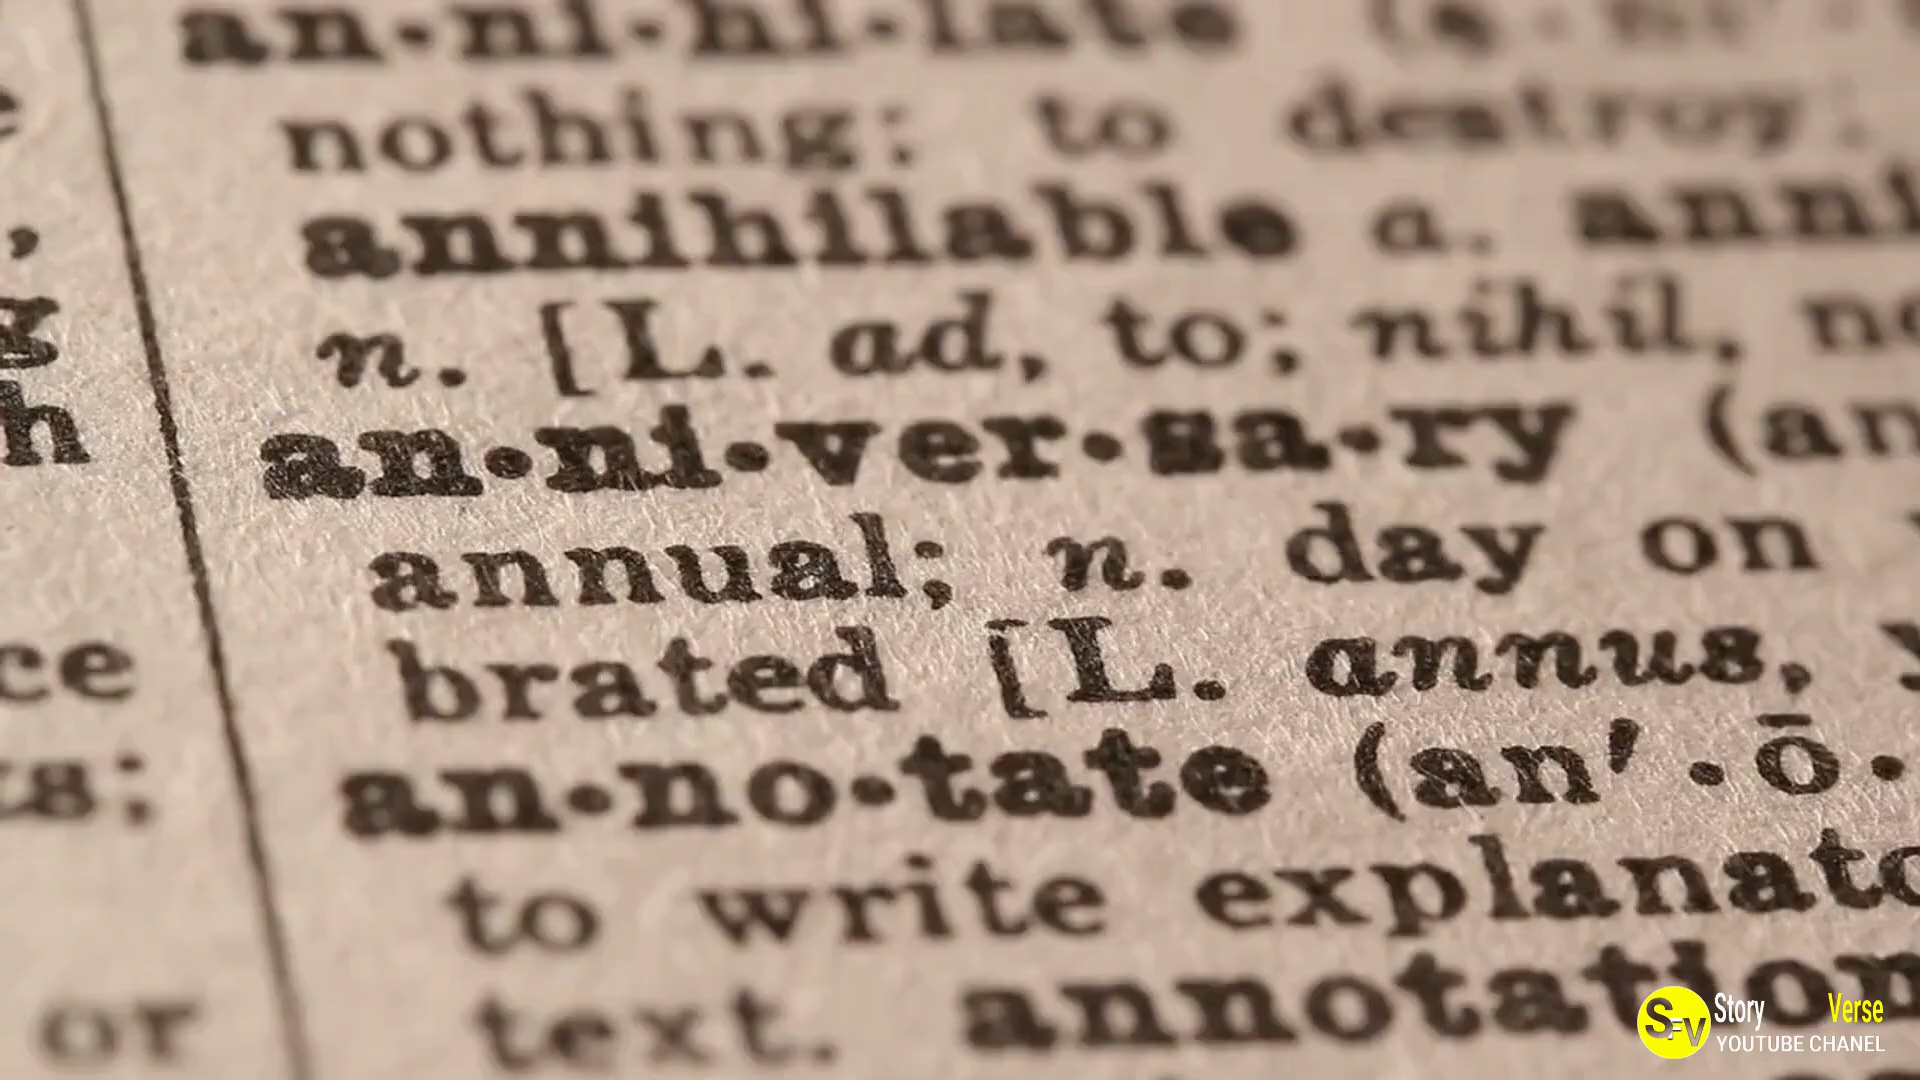 an·ni·hi·late
nothing; to destroy;
annihilable a. anni
n. [L. ad, to; nihil, no
an·ni·ver·sa·ry (an
annual; n. day on
brated [L. annus, y
an·no·tate (an′·ō·
to write explanato
text. annotation
g
h
ce
ts;
or
Story Verse
SFV
YOUTUBE CHANEL